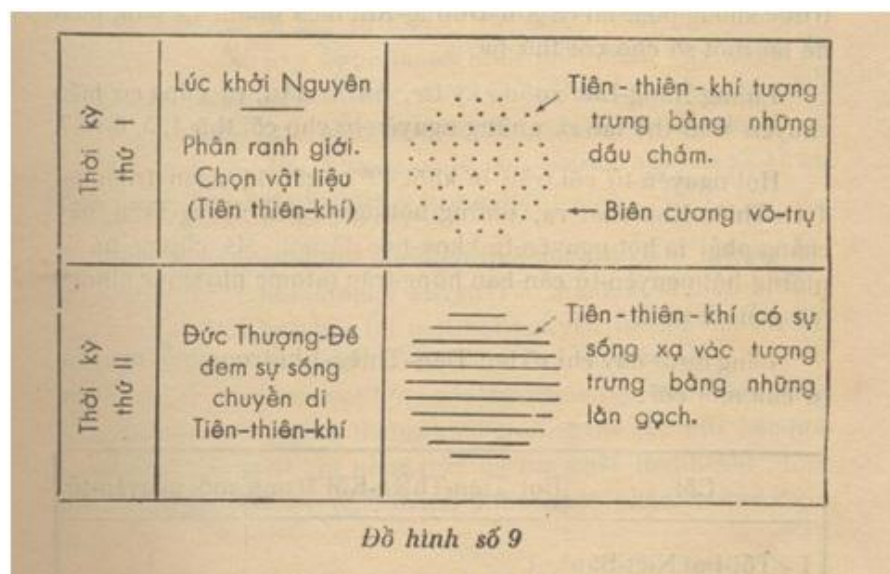 Thời kỳ
thứ I
Lúc khởi Nguyên
Phân ranh giới.
Chọn vật liệu
(Tiên thiên-khí)
Tiên-thiên-khí tượng
trưng bằng những
dấu chấm.
Biên cương võ-trụ
Thời kỳ
thứ II
Đức Thượng-Đế
đem sự sống
chuyền di
Tiên-thiên-khí
Tiên-thiên-khí có sự
sống xạ vác tượng
trưng bằng những
lằn gạch.
Đồ hình số 9